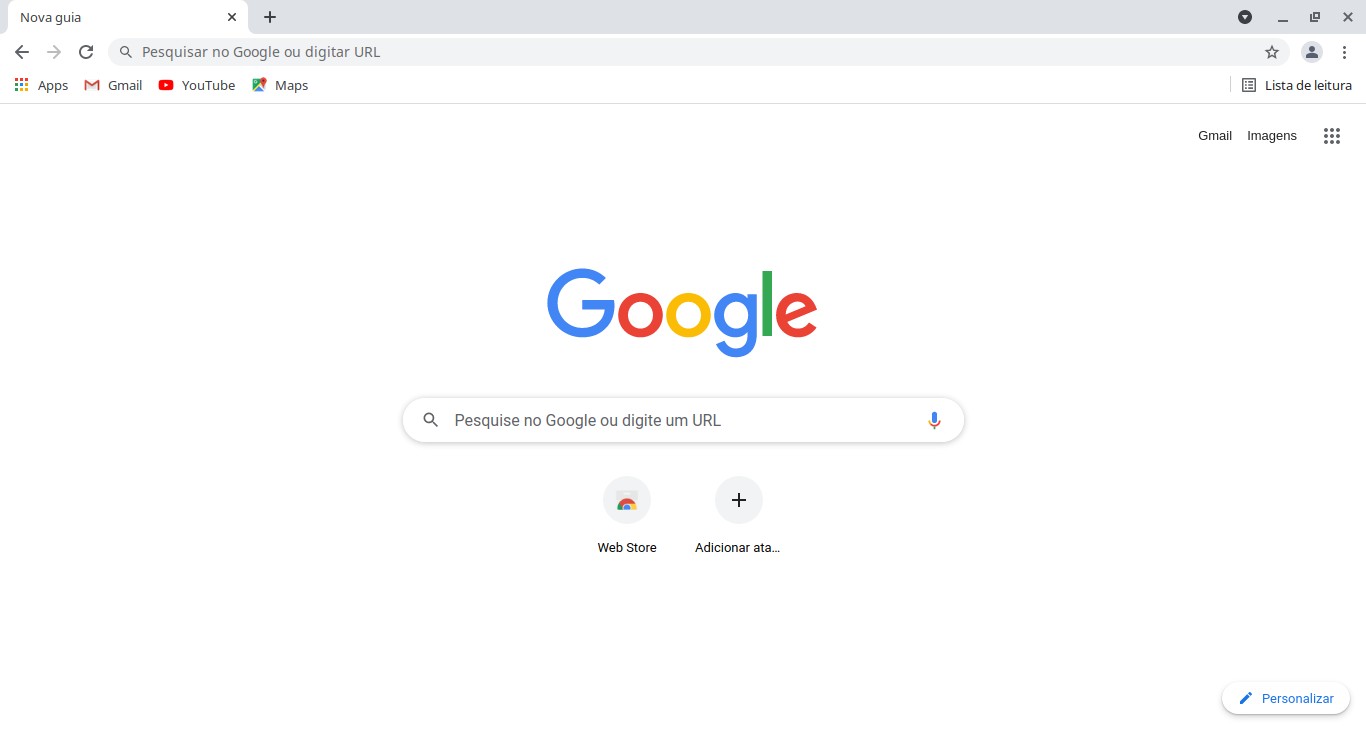 Nova guia
Pesquisar no Google ou digitar URL
Apps Gmail YouTube Maps Lista de leitura
Gmail Imagens
Google
Pesquise no Google ou digite um URL
Web Store Adicionar ata...
Personalizar